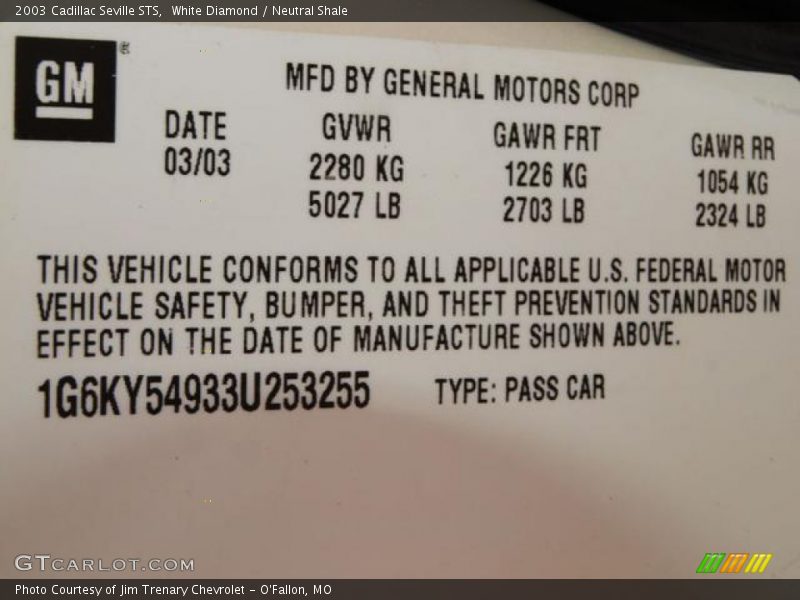 2003 Cadillac Seville STS,  White Diamond / Neutral Shale
GM®
MFD BY GENERAL MOTORS CORP
DATE GVWR GAWR FRT GAWR RR
03/03 2280 KG 1226 KG 1054 KG
5027 LB 2703 LB 2324 LB
THIS VEHICLE CONFORMS TO ALL APPLICABLE U.S. FEDERAL MOTOR
VEHICLE SAFETY, BUMPER, AND THEFT PREVENTION STANDARDS IN
EFFECT ON THE DATE OF MANUFACTURE SHOWN ABOVE.
1G6KY54933U253255 TYPE: PASS CAR
GTCARLOT.COM
Photo Courtesy of Jim Trenary Chevrolet - O'Fallon, MO